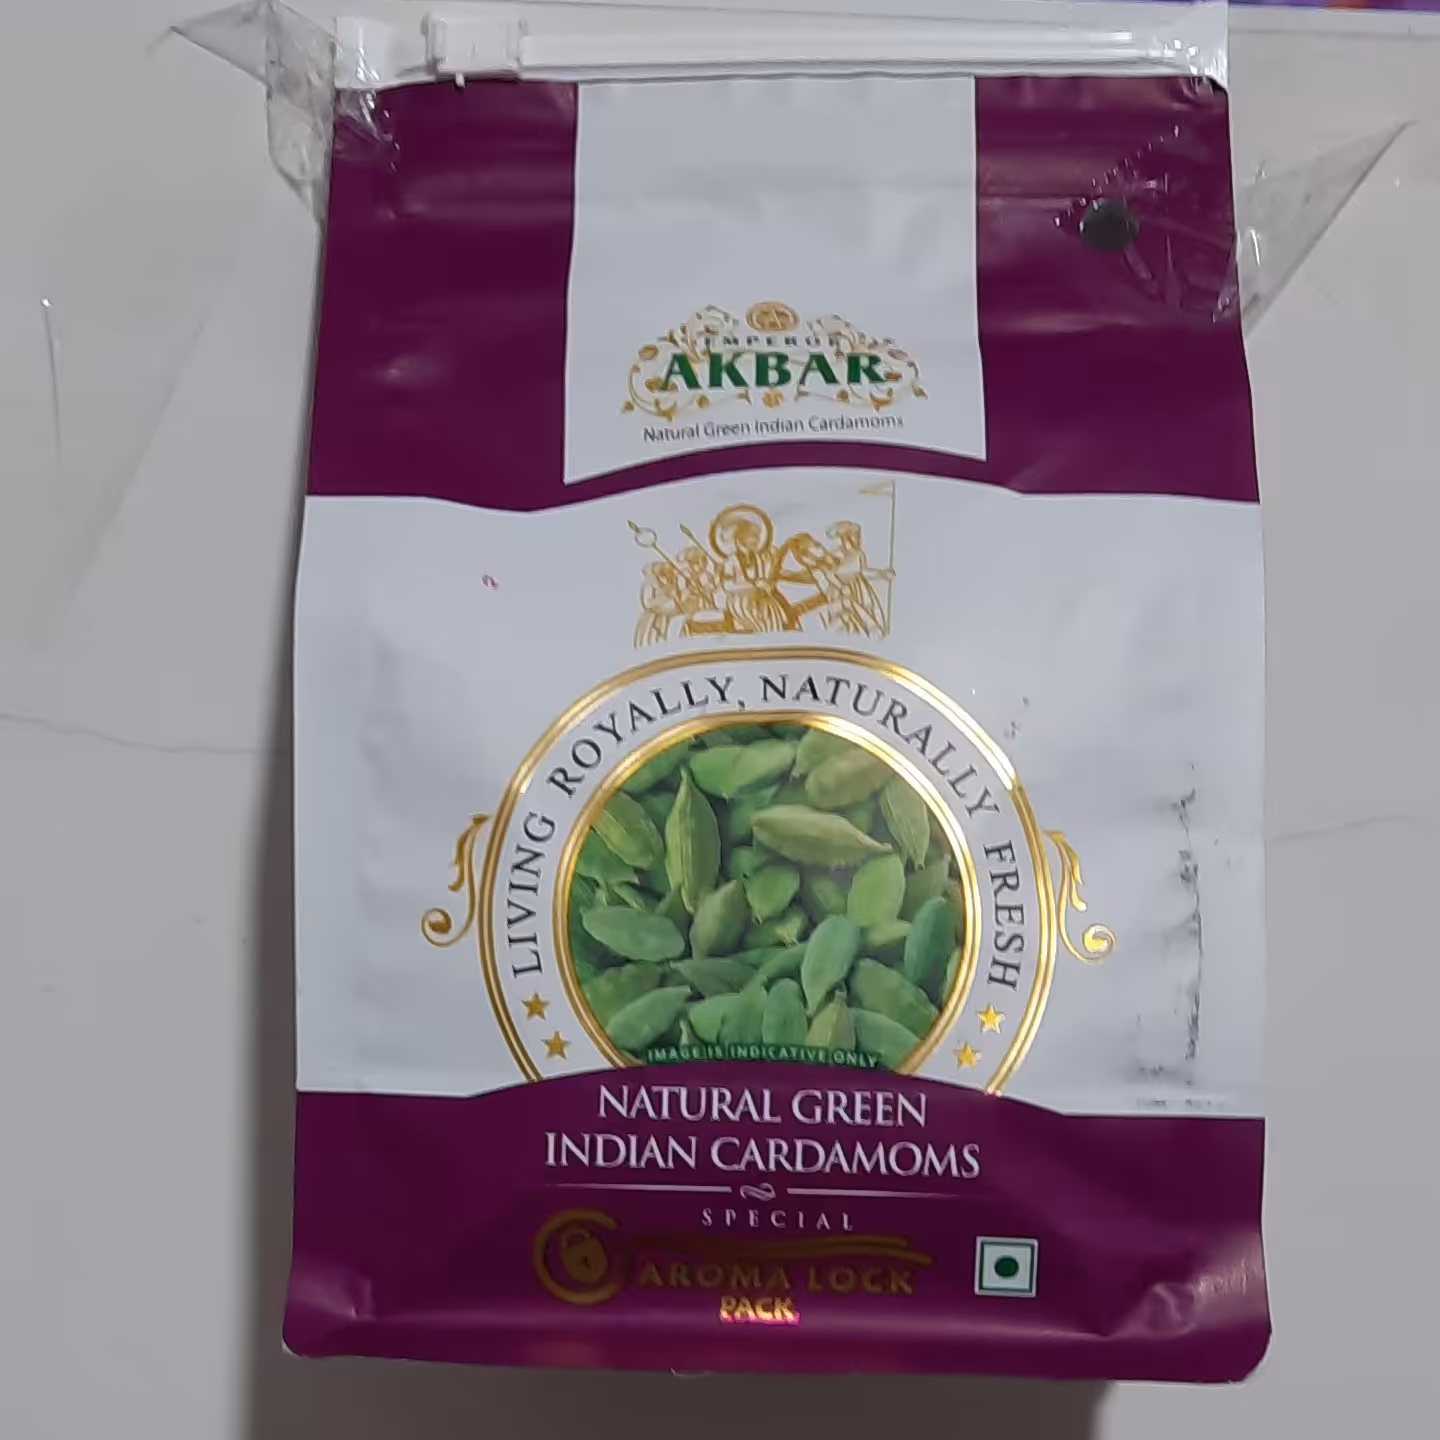 EMPEROR
AKBAR
Natural Green Indian Cardamoms
LIVING ROYALLY, NATURALLY FRESH
IMAGE IS INDICATIVE ONLY
NATURAL GREEN
INDIAN CARDAMOMS
SPECIAL
AROMA LOCK
PACK